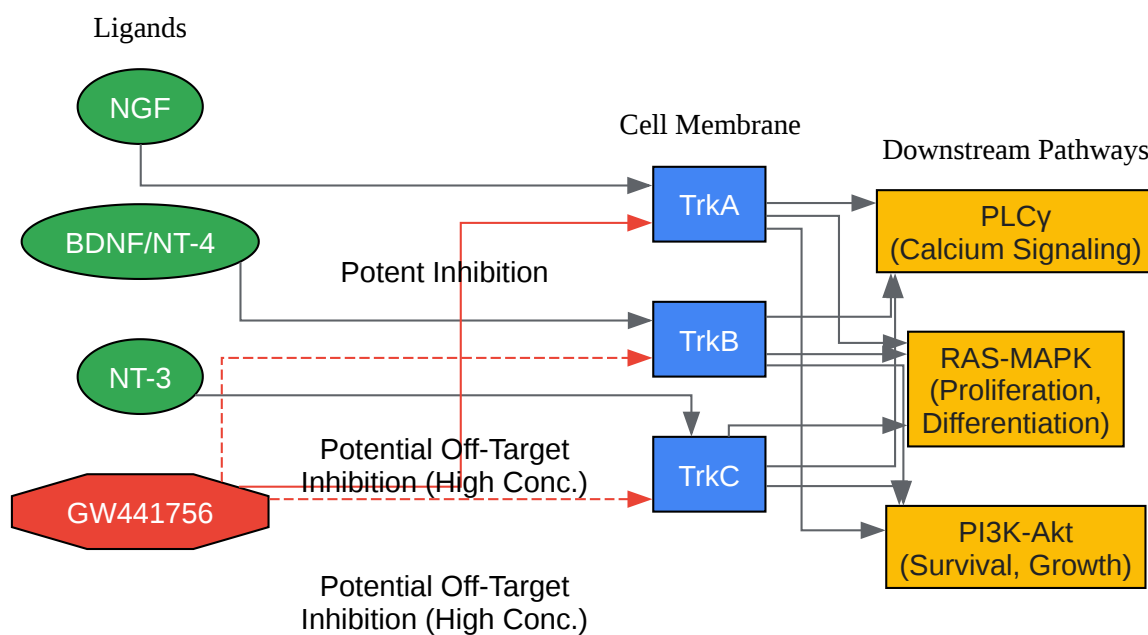 Ligands
NGF
Cell Membrane
Downstream Pathways
TrkA
PLCγ
(Calcium Signaling)
BDNF/NT-4
Potent Inhibition
TrkB
RAS-MAPK
(Proliferation,
Differentiation)
NT-3
Potential Off-Target
Inhibition (High Conc.)
TrkC
GW441756
PI3K-Akt
(Survival, Growth)
Potential Off-Target
Inhibition (High Conc.)